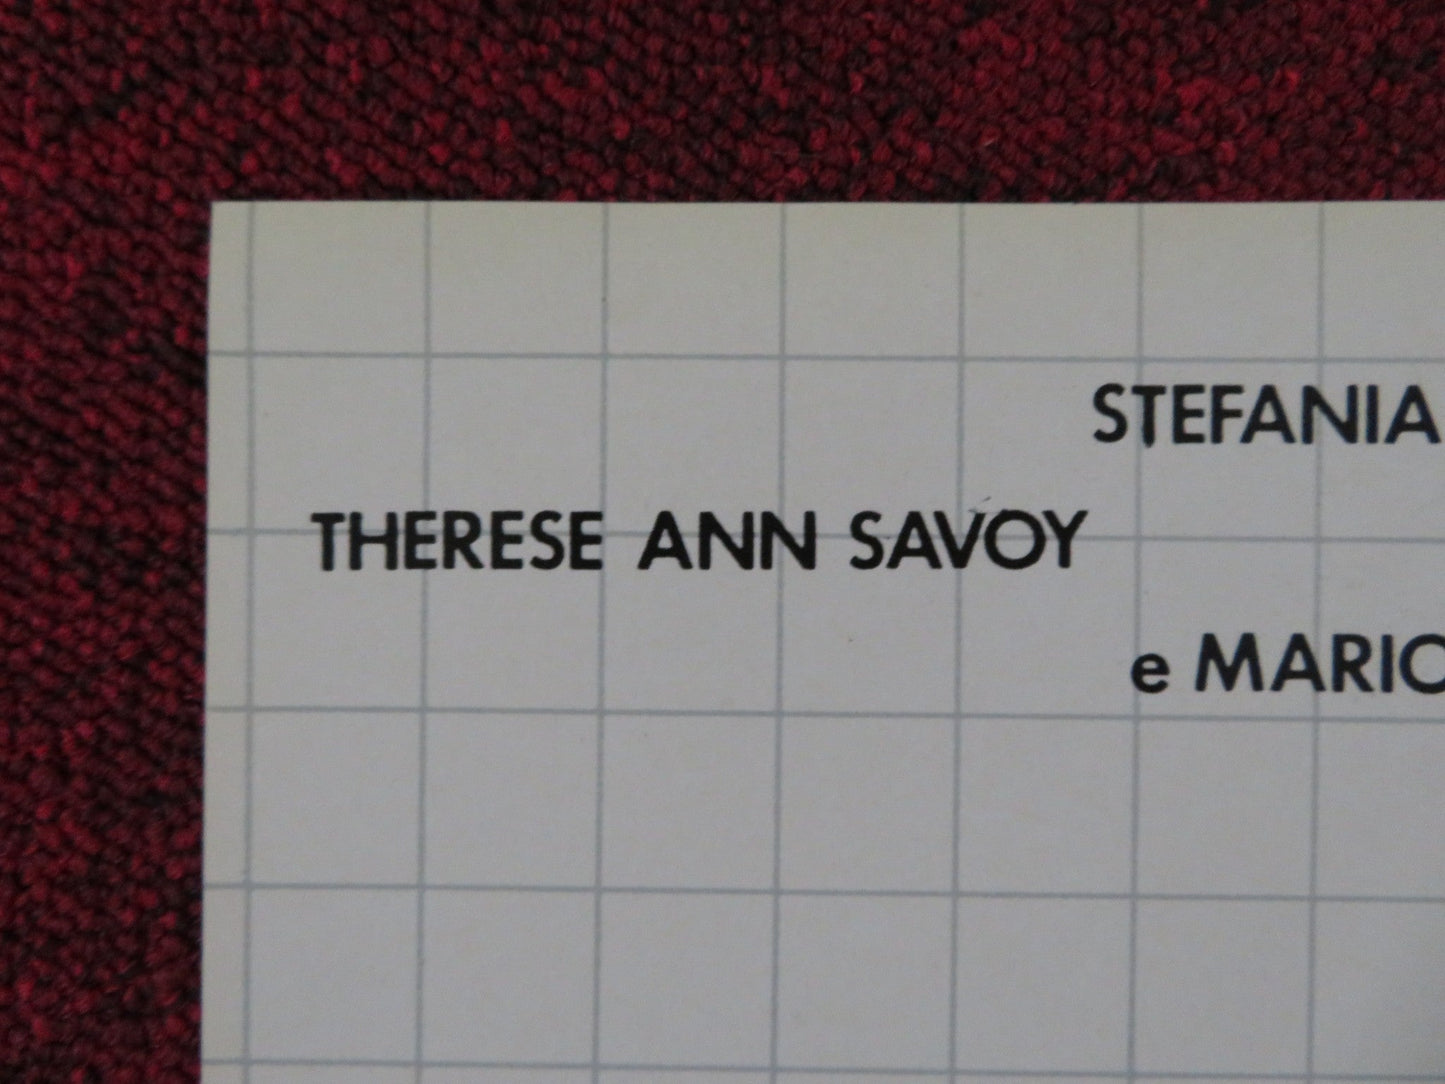 STEFANIA
THERESE ANN SAVOY
e MARIO